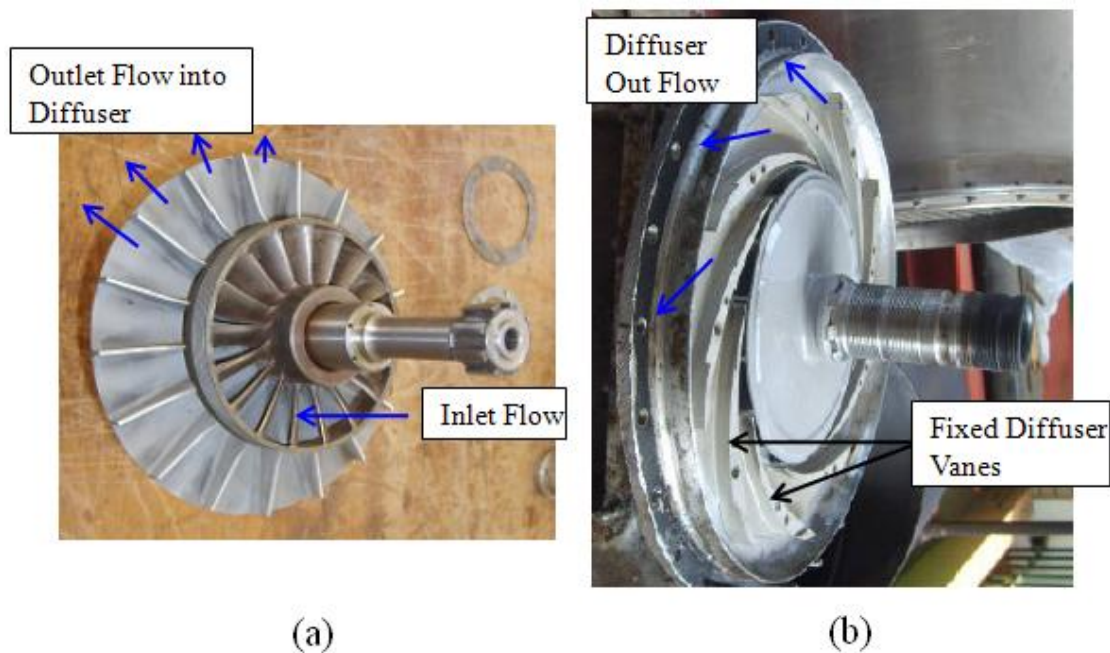 Outlet Flow into
Diffuser
Inlet Flow
(a)
Diffuser
Out Flow
Fixed Diffuser
Vanes
(b)